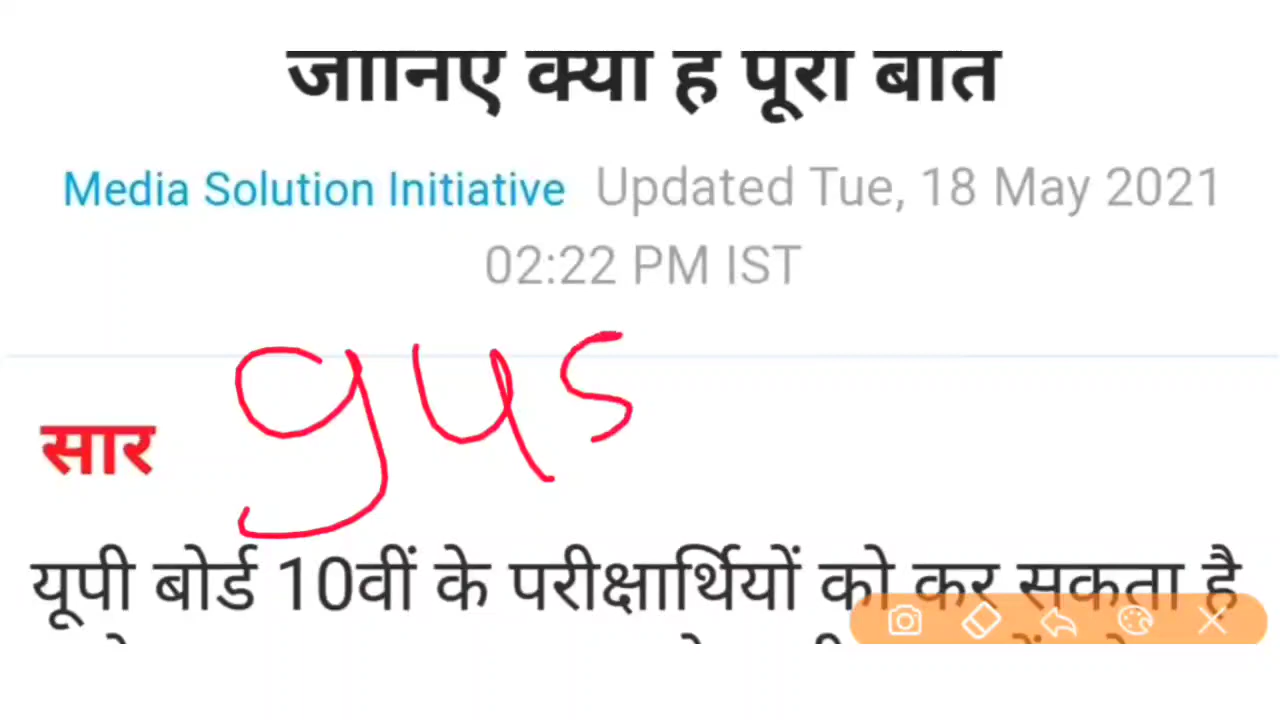 जानिए क्या है पूरी बात
Media Solution Initiative Updated Tue, 18 May 2021
02:22 PM IST
945
सार
यूपी बोर्ड 10वीं के परीक्षार्थियों को कर सकता है